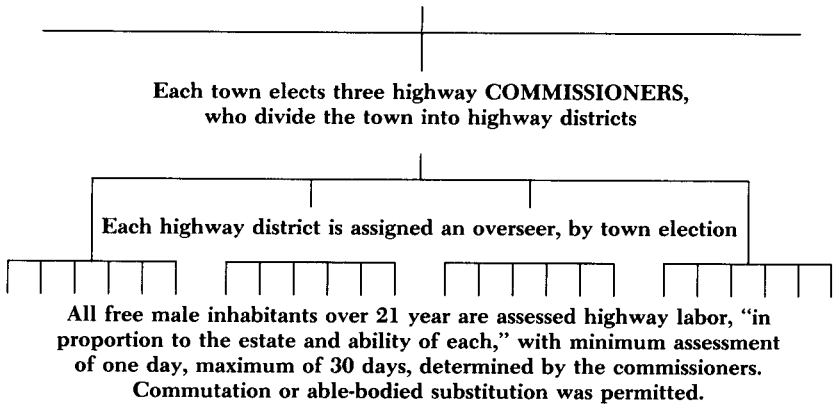 Each town elects three highway COMMISSIONERS,
who divide the town into highway districts
Each highway district is assigned an overseer, by town election
All free male inhabitants over 21 year are assessed highway labor, “in
proportion to the estate and ability of each,” with minimum assessment
of one day, maximum of 30 days, determined by the commissioners.
Commutation or able-bodied substitution was permitted.